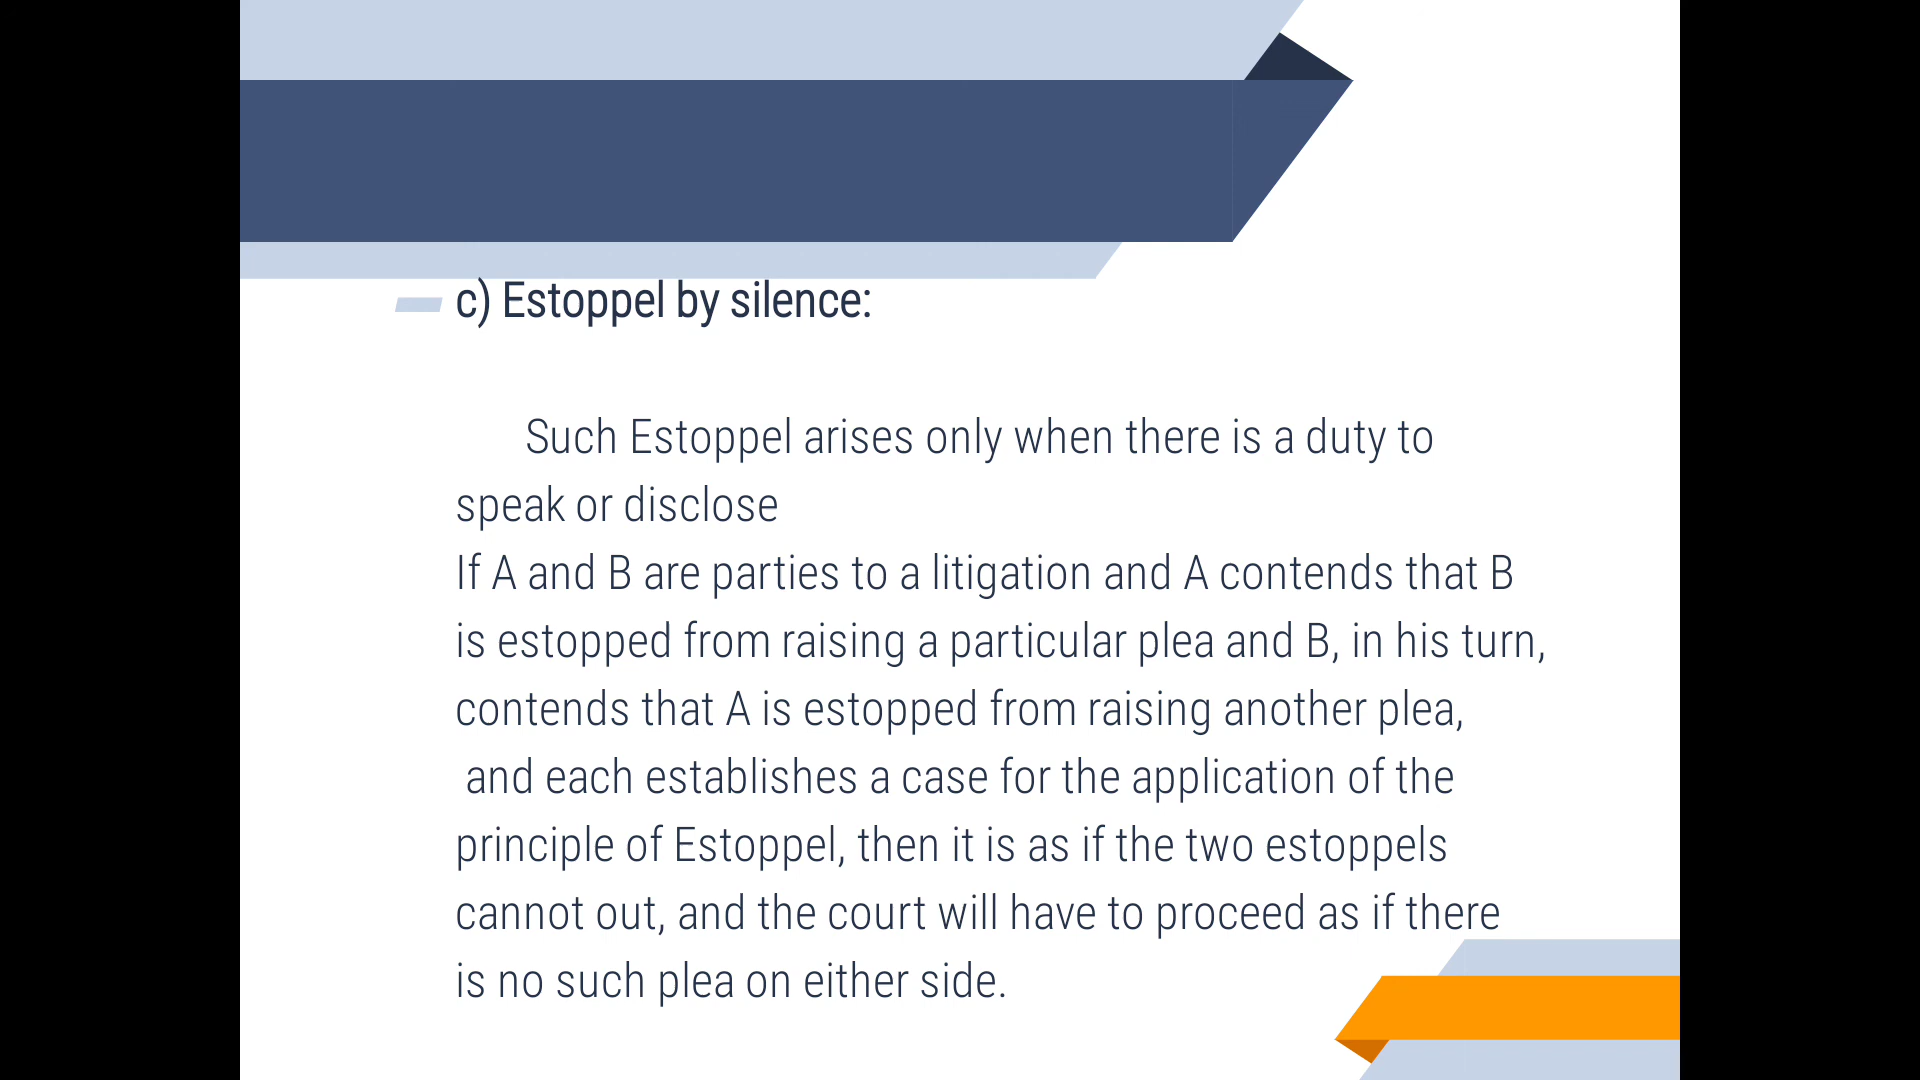 c) Estoppel by silence:
Such Estoppel arises only when there is a duty to
speak or disclose
If A and B are parties to a litigation and A contends that B
is estopped from raising a particular plea and B, in his turn,
contends that A is estopped from raising another plea,
and each establishes a case for the application of the
principle of Estoppel, then it is as if the two estoppels
cannot out, and the court will have to proceed as if there
is no such plea on either side.